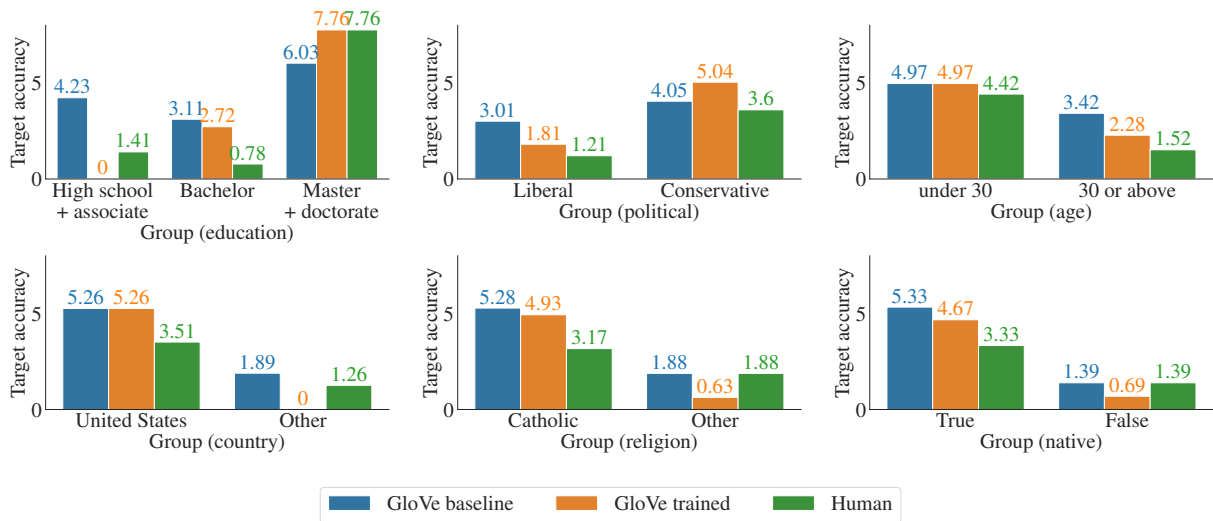 Target accuracy
5
0
4.23
0
1.41
3.11
2.72
0.78
6.03
7.76
7.76
High school
+ associate
Bachelor
Master
+ doctorate
Group (education)
Target accuracy
5
0
3.01
1.81
1.21
4.05
5.04
3.6
Liberal
Conservative
Group (political)
Target accuracy
5
0
4.97
4.97
4.42
3.42
2.28
1.52
under 30
30 or above
Group (age)
Target accuracy
5
0
5.26
5.26
3.51
1.89
0
1.26
United States
Other
Group (country)
Target accuracy
5
0
5.28
4.93
3.17
1.88
0.63
1.88
Catholic
Other
Group (religion)
Target accuracy
5
0
5.33
4.67
3.33
1.39
0.69
1.39
True
False
Group (native)
GloVe baseline
GloVe trained
Human